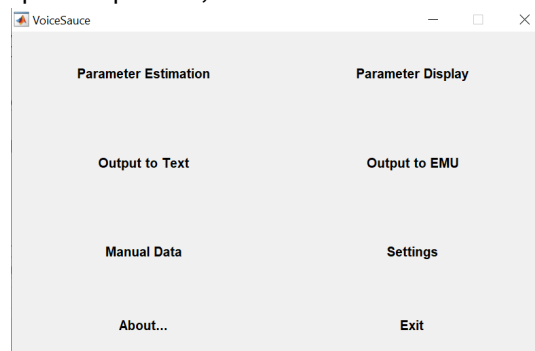 VoiceSauce
Parameter Estimation Parameter Display
Output to Text Output to EMU
Manual Data Settings
About... Exit